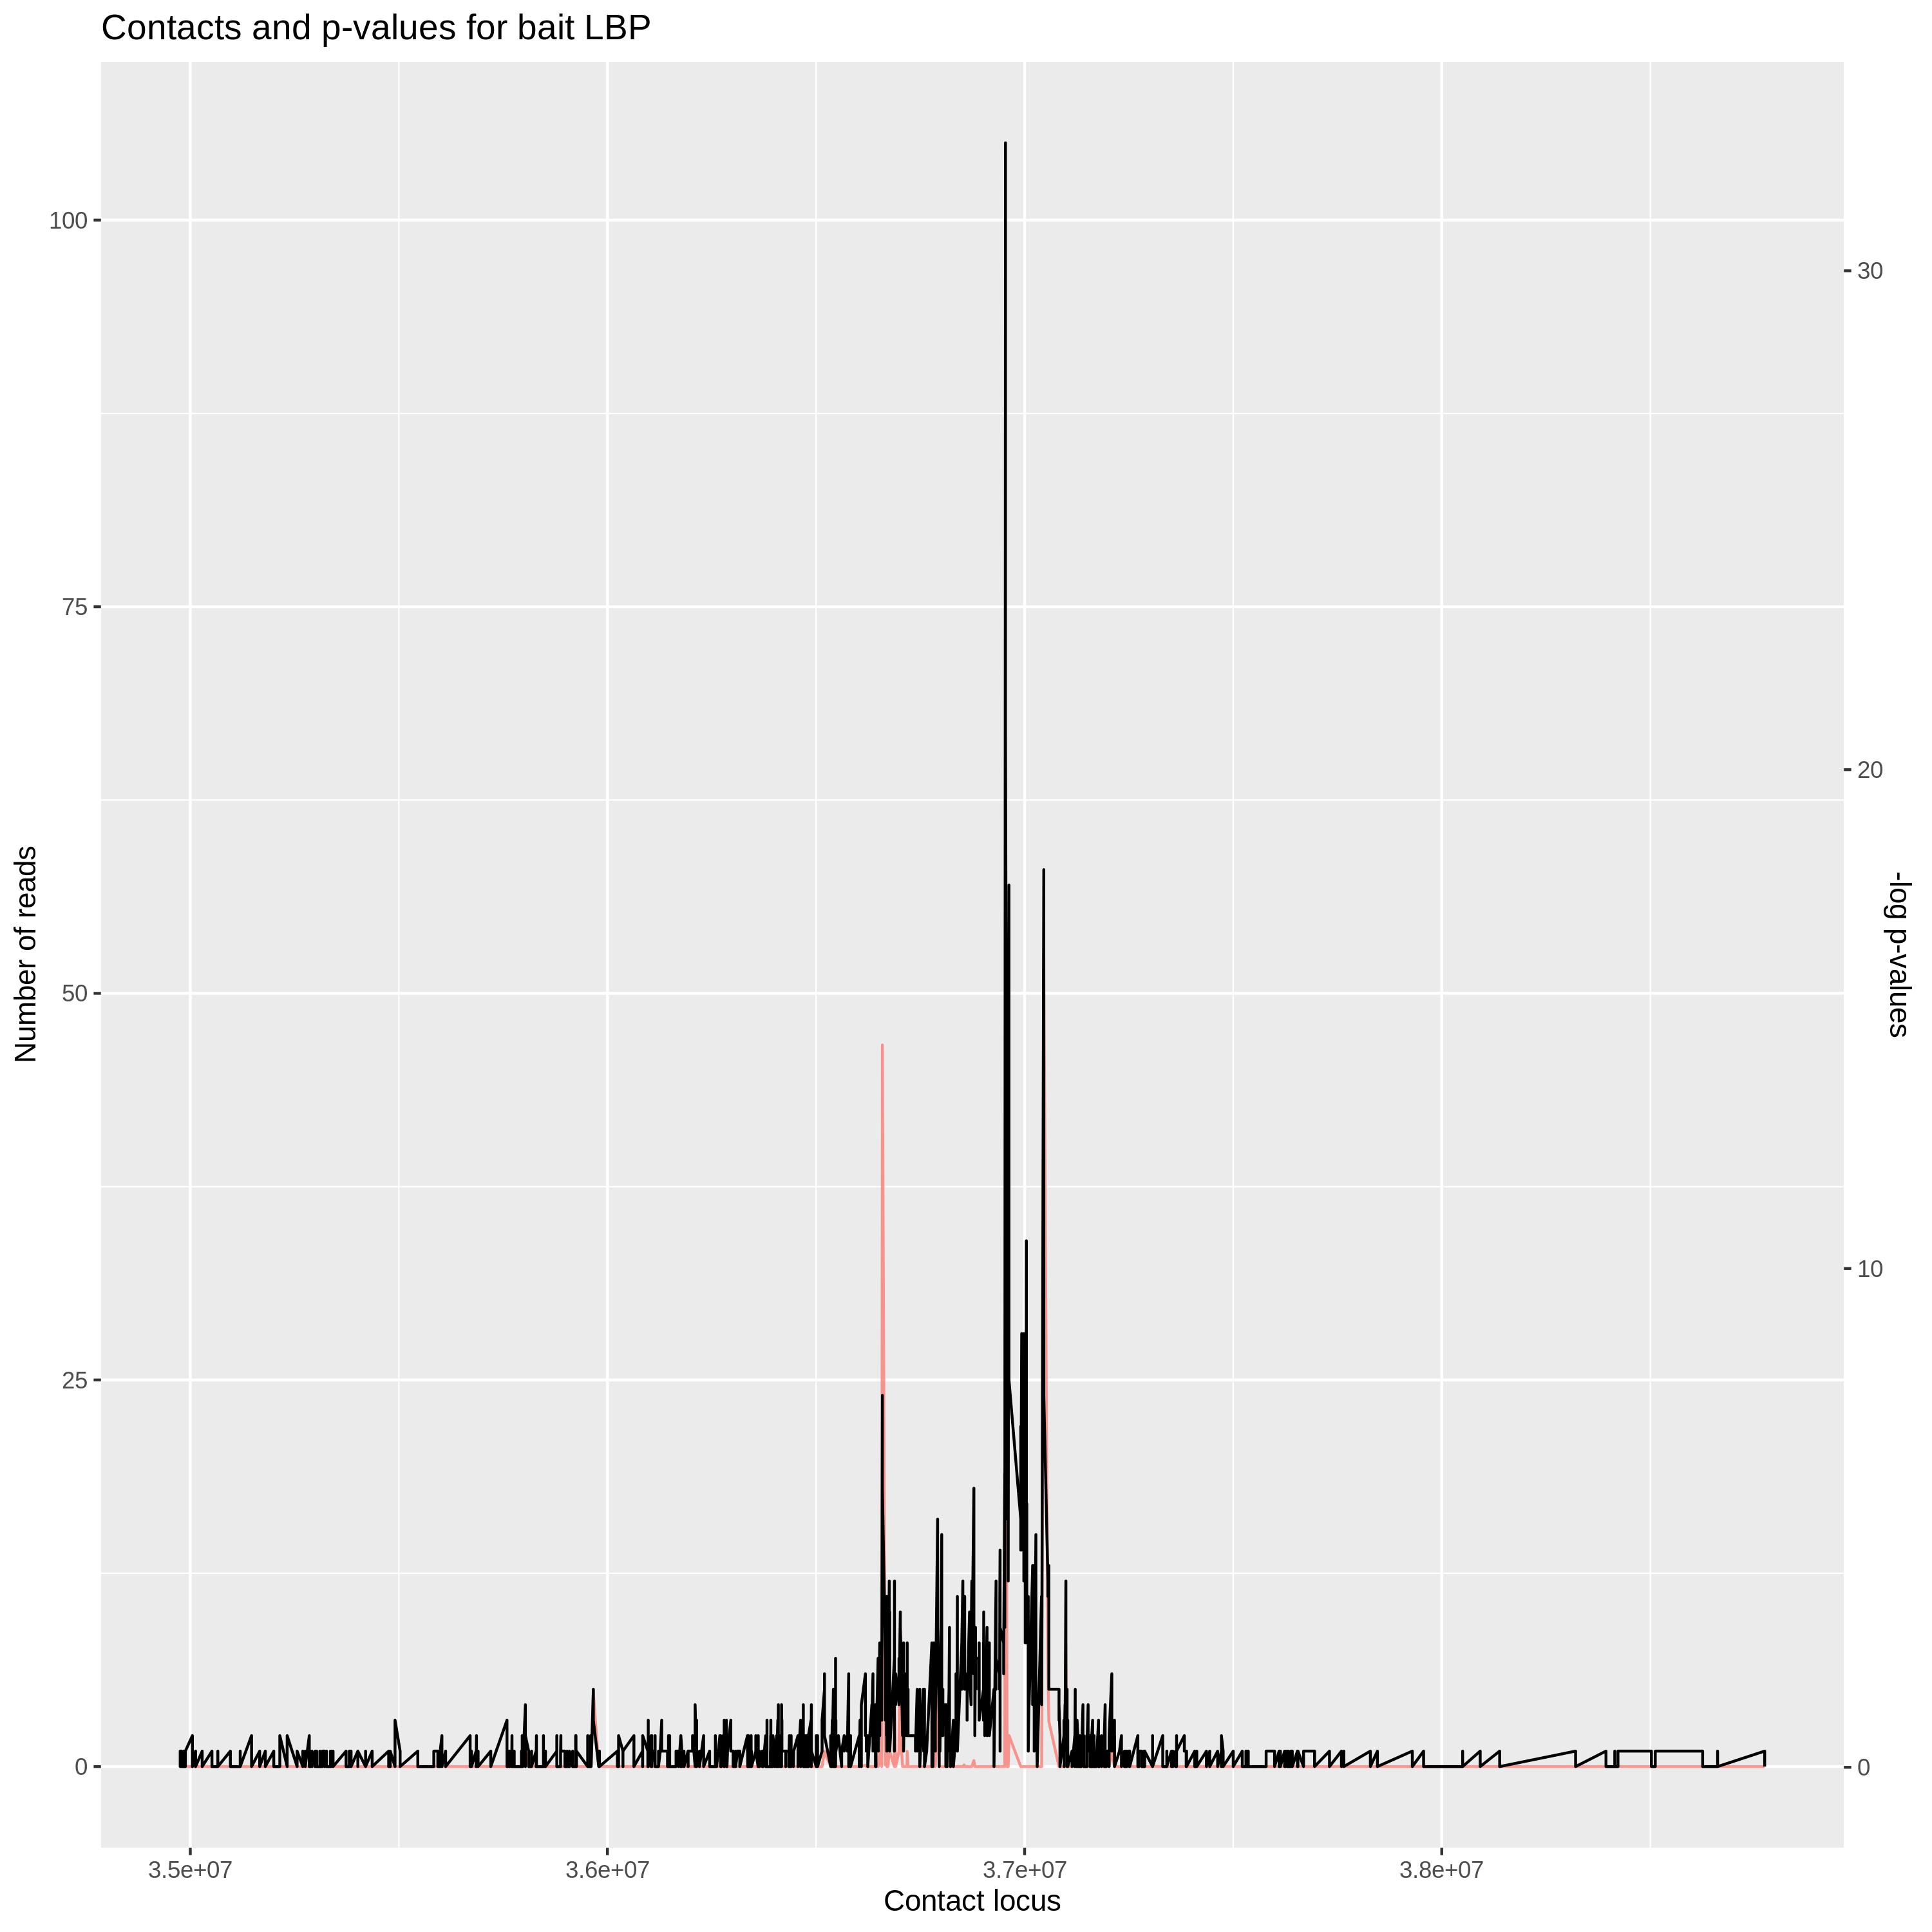 Contacts and p-values for bait LBP
Number of reads
100
75
50
25
0
30
20
10
0
-log p-values
3.5e+07
3.6e+07
3.7e+07
3.8e+07
Contact locus